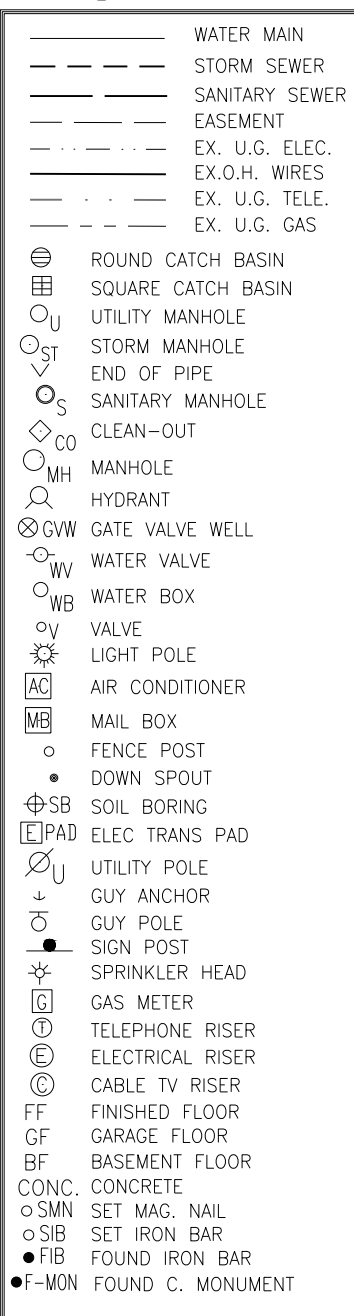 WATER MAIN
STORM SEWER
SANITARY SEWER
EASEMENT
EX. U.G. ELEC.
EX.O.H. WIRES
EX. U.G. TELE.
EX. U.G. GAS
ROUND CATCH BASIN
SQUARE CATCH BASIN
U UTILITY MANHOLE
ST STORM MANHOLE
END OF PIPE
S SANITARY MANHOLE
CO CLEAN-OUT
MH MANHOLE
HYDRANT
GVW GATE VALVE WELL
WV WATER VALVE
WB WATER BOX
V VALVE
LIGHT POLE
AC AIR CONDITIONER
MB MAIL BOX
FENCE POST
DOWN SPOUT
SB SOIL BORING
E PAD ELEC TRANS PAD
U UTILITY POLE
GUY ANCHOR
GUY POLE
SIGN POST
SPRINKLER HEAD
G GAS METER
T TELEPHONE RISER
E ELECTRICAL RISER
C CABLE TV RISER
FF FINISHED FLOOR
GF GARAGE FLOOR
BF BASEMENT FLOOR
CONC. CONCRETE
SMN SET MAG. NAIL
SIB SET IRON BAR
FIB FOUND IRON BAR
F-MON FOUND C. MONUMENT